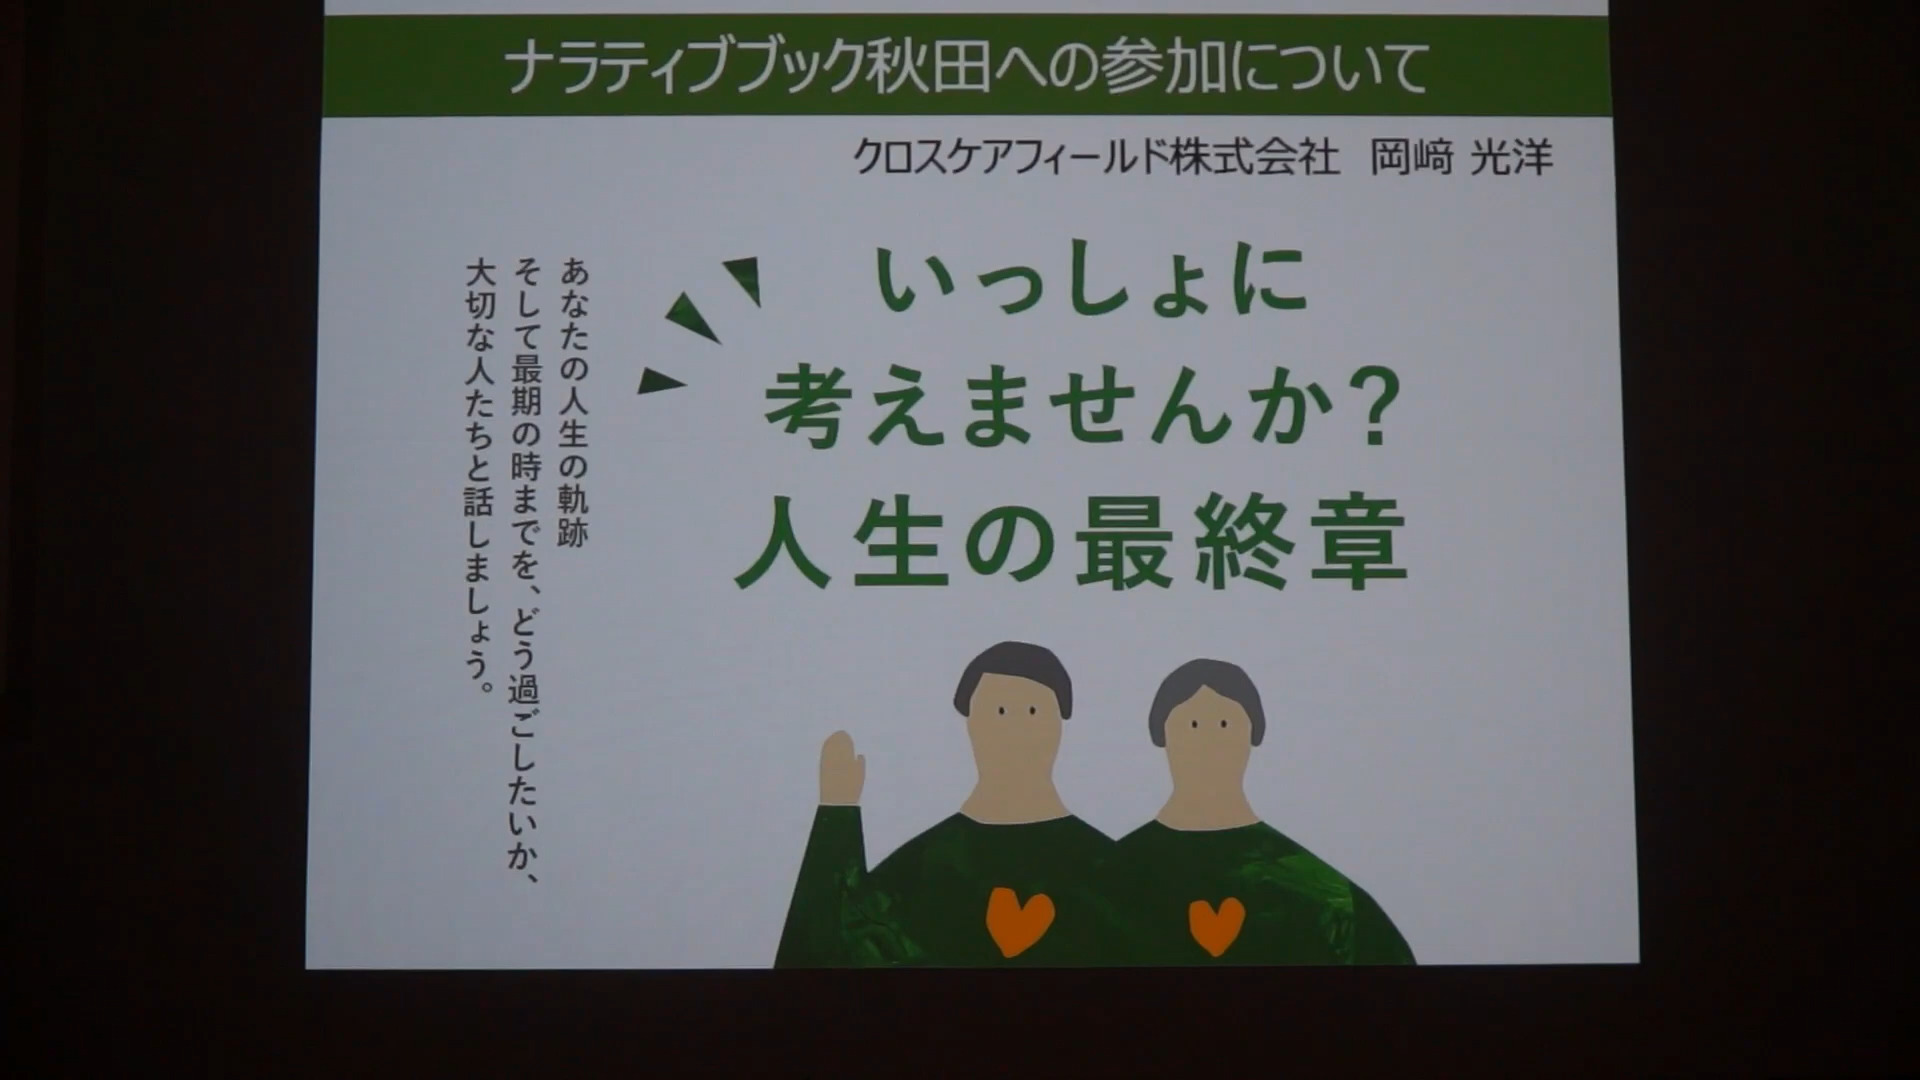 ナラティブブック秋田への参加について
クロスケアフィールド株式会社 岡﨑 光洋
いっしょに
考えませんか?
人生の最終章
あなたの人生の軌跡
そして最期の時までを、どう過ごしたいか、
大切な人たちと話しましょう。